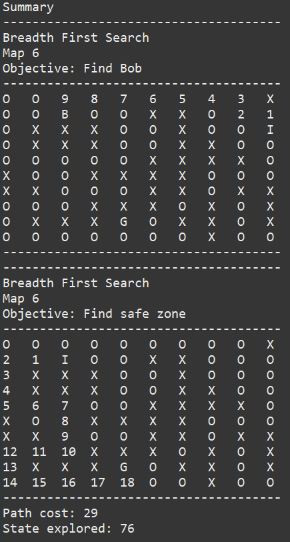 Summary
----------------------------------------
Breadth First Search
Map 6
Objective: Find Bob
----------------------------------------
O O 9 8 7 6 5 4 3 X
O O B O O X X O 2 1
O X X X O O X O O I
O X X X O O X O O O
O O O O O X X X X O
X O O X X X O O O O
X X O O O X X O X X
O O O X X X O X O X
O X X X G O X X O X
O O O O O O O X O O
----------------------------------------
----------------------------------------
Breadth First Search
Map 6
Objective: Find safe zone
----------------------------------------
O O O O O O O O O X
2 1 I O O X X O O O
3 X X X O O X O O O
4 X X X O O X O O O
5 6 7 O O X X X X O
X O 8 X X X O O O O
X X 9 O O X X O X X
12 11 10 X X X O X O X
13 X X X G O X X O X
14 15 16 17 18 O O X O O
----------------------------------------
Path cost: 29
State explored: 76